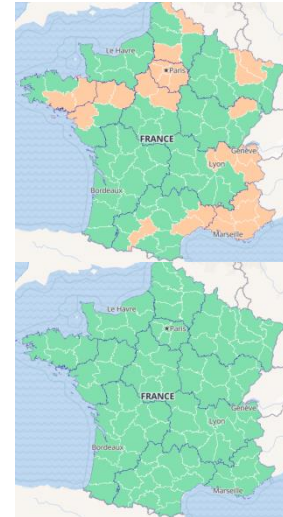 Le Havre
Paris
FRANCE
Genève
Lyon
Bordeaux
Marseille
Le Havre
Paris
FRANCE
Genève
Lyon
Bordeaux
Marseille